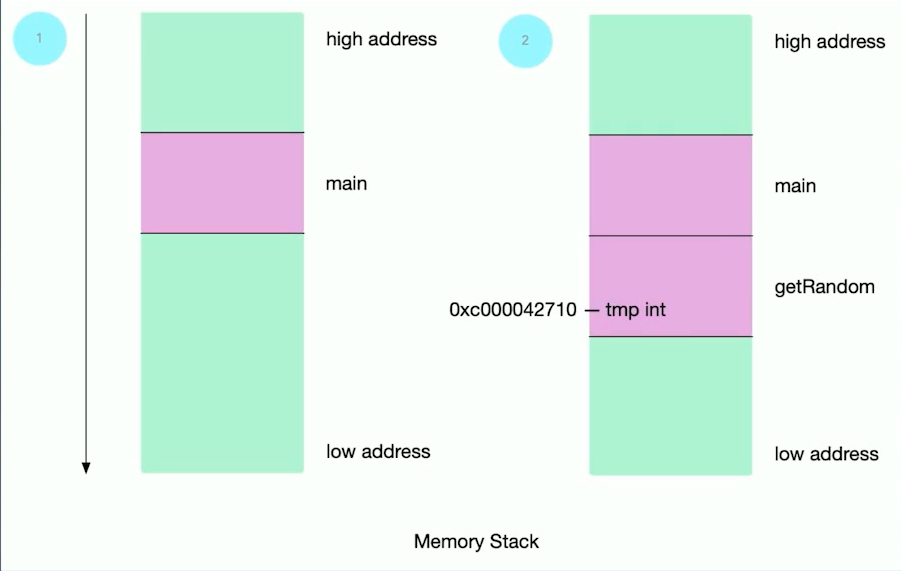 1
high address
main
low address
2
high address
main
getRandom
0xc000042710 — tmp int
low address
Memory Stack